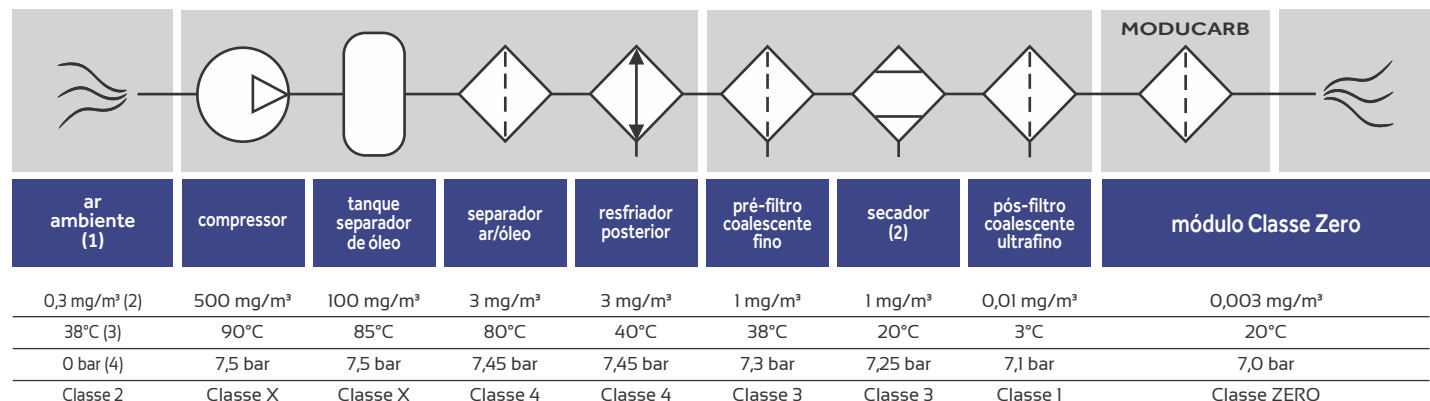 MODUCARB
ar
ambiente
(1)
compressor
tanque
separador
de óleo
separador
ar/óleo
resfriador
posterior
pré-filtro
coalescente
fino
secador
(2)
pós-filtro
coalescente
ultrafino
módulo Classe Zero
0,3 mg/m³ (2) 500 mg/m³ 100 mg/m³ 3 mg/m³ 3 mg/m³ 1 mg/m³ 1 mg/m³ 0,01 mg/m³ 0,003 mg/m³
38°C (3) 90°C 85°C 80°C 40°C 38°C 20°C 3°C 20°C
0 bar (4) 7,5 bar 7,5 bar 7,45 bar 7,45 bar 7,3 bar 7,25 bar 7,1 bar 7,0 bar
Classe 2 Classe X Classe X Classe 4 Classe 4 Classe 3 Classe 3 Classe 1 Classe ZERO